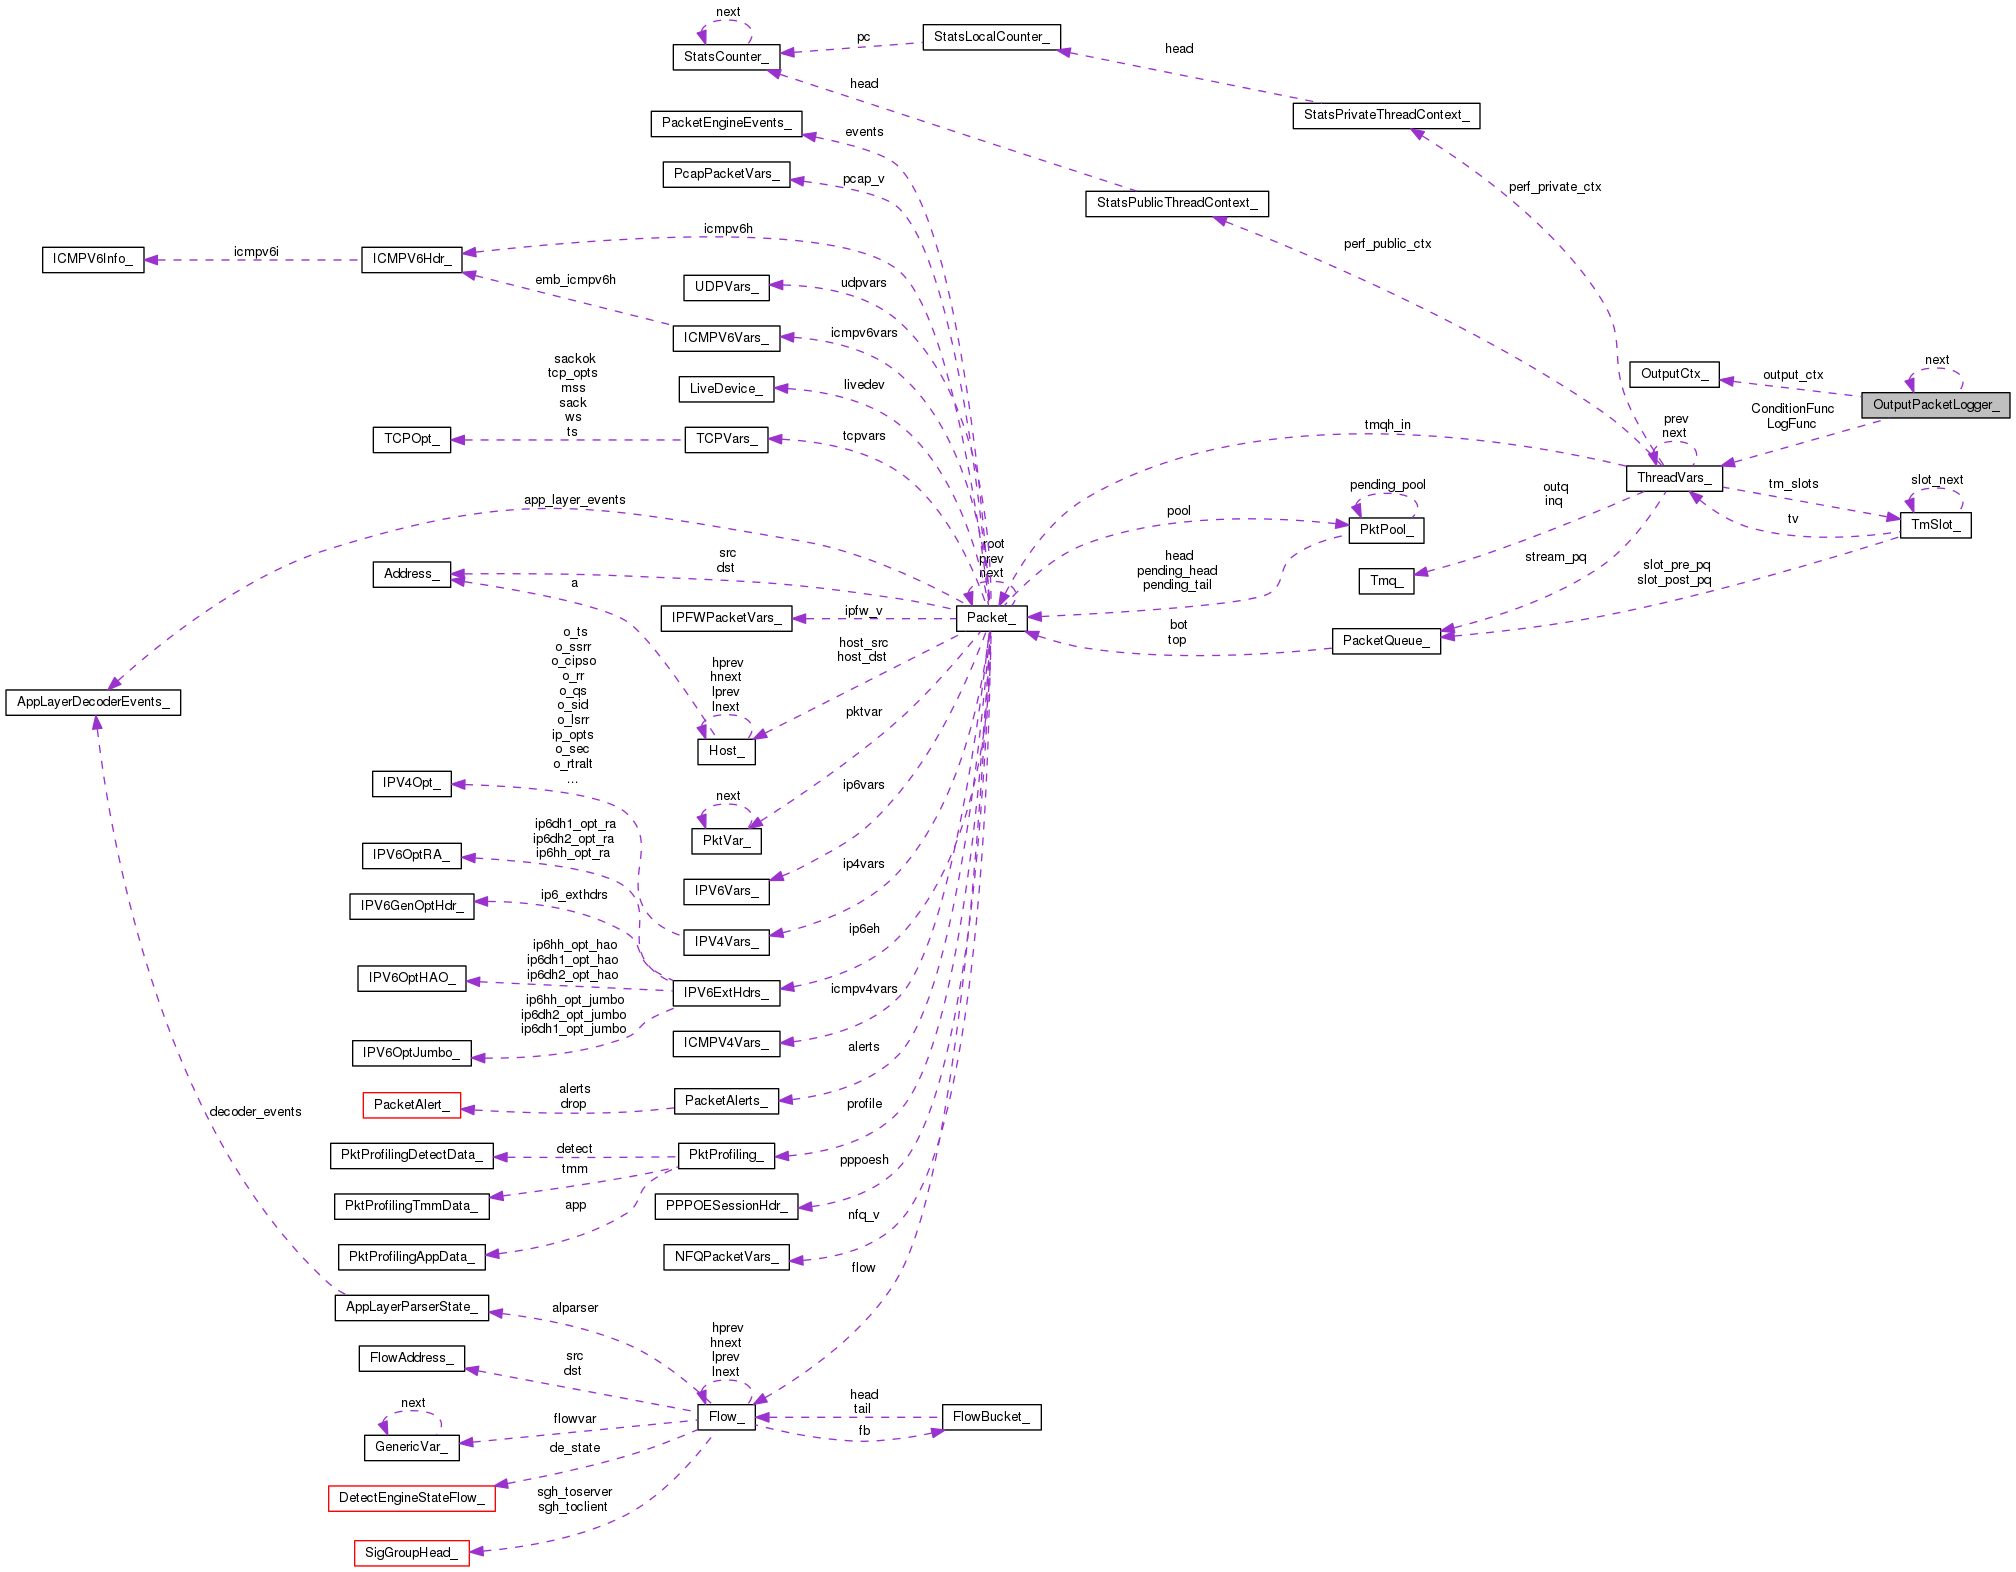 next
StatsCounter_
pc
StatsLocalCounter_
head
StatsPrivateThreadContext_
head
PacketEngineEvents_
events
PcapPacketVars_
pcap_v
perf_private_ctx
StatsPublicThreadContext_
perf_public_ctx
ICMPV6Info_
icmpv6i
ICMPV6Hdr_
icmpv6h
emb_icmpv6h
UDPVars_
udpvars
ICMPV6Vars_
icmpv6vars
sackok
tcp_opts
mss
sack
ws
ts
LiveDevice_
livedev
TCPOpt_
TCPVars_
tcpvars
OutputCtx_
output_ctx
next
OutputPacketLogger_
ConditionFunc
LogFunc
tmqh_in
prev
next
ThreadVars_
app_layer_events
pool
pending_pool
PktPool_
outq
inq
tm_slots
slot_next
TmSlot_
tv
Address_
src
dst
a
root
prev
next
Packet_
head
pending_head
pending_tail
Tmq_
stream_pq
slot_pre_pq
slot_post_pq
IPFWPacketVars_
ipfw_v
bot
top
PacketQueue_
host_src
host_dst
o_ts
o_ssrr
o_cipso
o_rr
o_qs
o_sid
o_lsrr
ip_opts
o_sec
o_rtralt
...
hprev
hnext
lprev
lnext
Host_
AppLayerDecoderEvents_
pktvar
IPV4Opt_
next
PktVar_
ip6vars
ip6dh1_opt_ra
ip6dh2_opt_ra
ip6hh_opt_ra
IPV6OptRA_
IPV6Vars_
ip4vars
IPV6GenOptHdr_
ip6_exthdrs
IPV4Vars_
ip6eh
ip6hh_opt_hao
ip6dh1_opt_hao
ip6dh2_opt_hao
IPV6OptHAO_
IPV6ExtHdrs_
icmpv4vars
ip6hh_opt_jumbo
ip6dh2_opt_jumbo
ip6dh1_opt_jumbo
IPV6OptJumbo_
ICMPV4Vars_
alerts
PacketAlert_
alerts
drop
PacketAlerts_
profile
decoder_events
PktProfilingDetectData_
detect
PktProfiling_
pppoesh
tmm
PktProfilingTmmData_
app
PPPOESessionHdr_
nfq_v
PktProfilingAppData_
NFQPacketVars_
flow
AppLayerParserState_
alparser
FlowAddress_
src
dst
hprev
hnext
lprev
lnext
Flow_
head
tail
fb
FlowBucket_
next
GenericVar_
flowvar
de_state
DetectEngineStateFlow_
sgh_toserver
sgh_toclient
SigGroupHead_